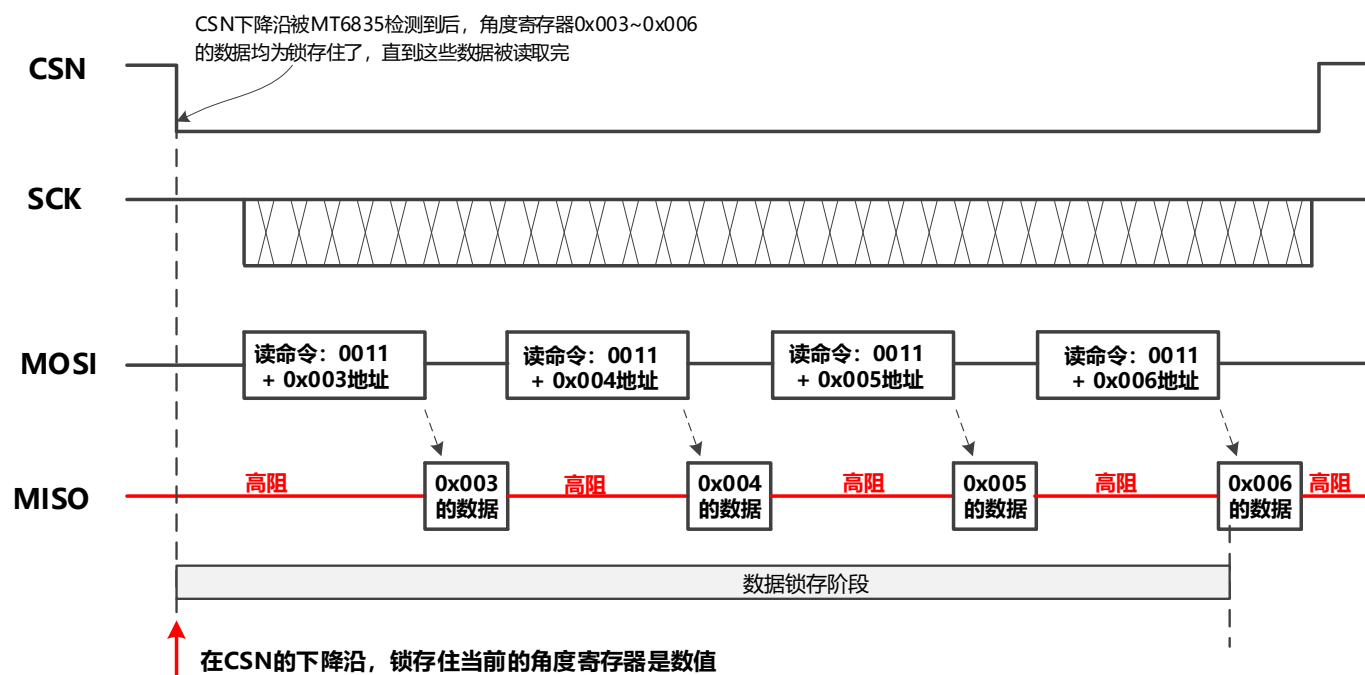 CSN下降沿被MT6835检测到后，角度寄存器0x003~0x006
的数据均为锁存住了，直到这些数据被读取完
CSN
SCK
MOSI
读命令：0011
+ 0x003地址
读命令：0011
+ 0x004地址
读命令：0011
+ 0x005地址
读命令：0011
+ 0x006地址
MISO
高阻
0x003
的数据
高阻
0x004
的数据
高阻
0x005
的数据
高阻
0x006
的数据
高阻
数据锁存阶段
在CSN的下降沿，锁存住当前的角度寄存器是数值